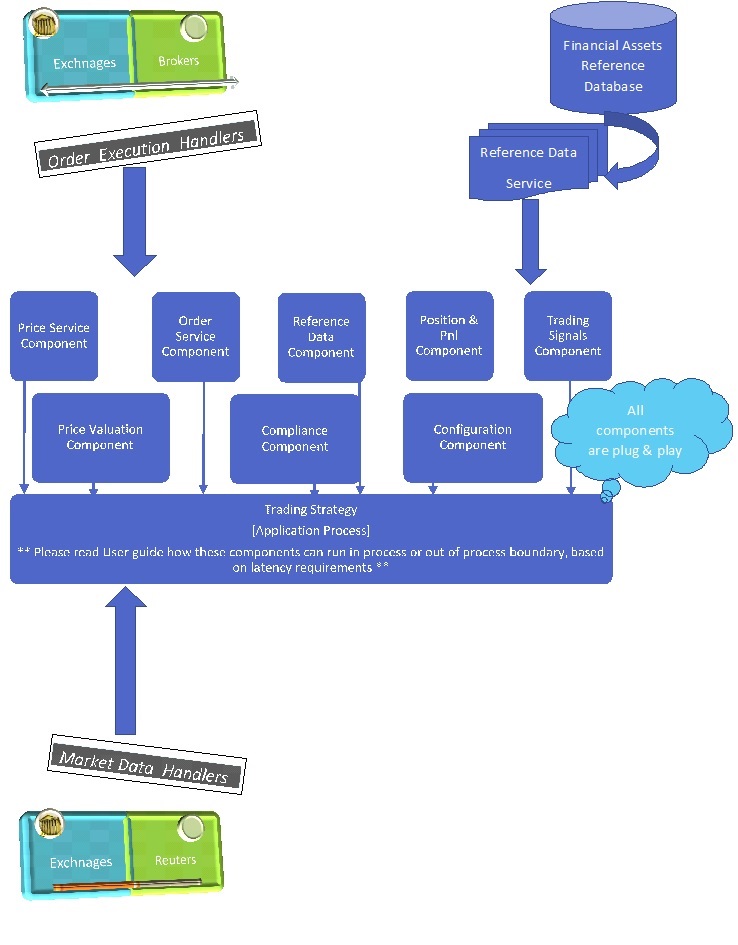 Exchnages
Brokers
Financial Assets
Reference
Database
Order Execution Handlers
Reference Data
Service
Price Service
Component
Order
Service
Component
Reference
Data
Component
Position &
Pnl
Component
Trading
Signals
Component
Price Valuation
Component
Compliance
Component
Configuration
Component
All
components
are plug & play
Trading Strategy
[Application Process]
** Please read User guide how these components can run in process or out of process boundary, based
on latency requirements **
Market Data Handlers
Exchnages
Reuters